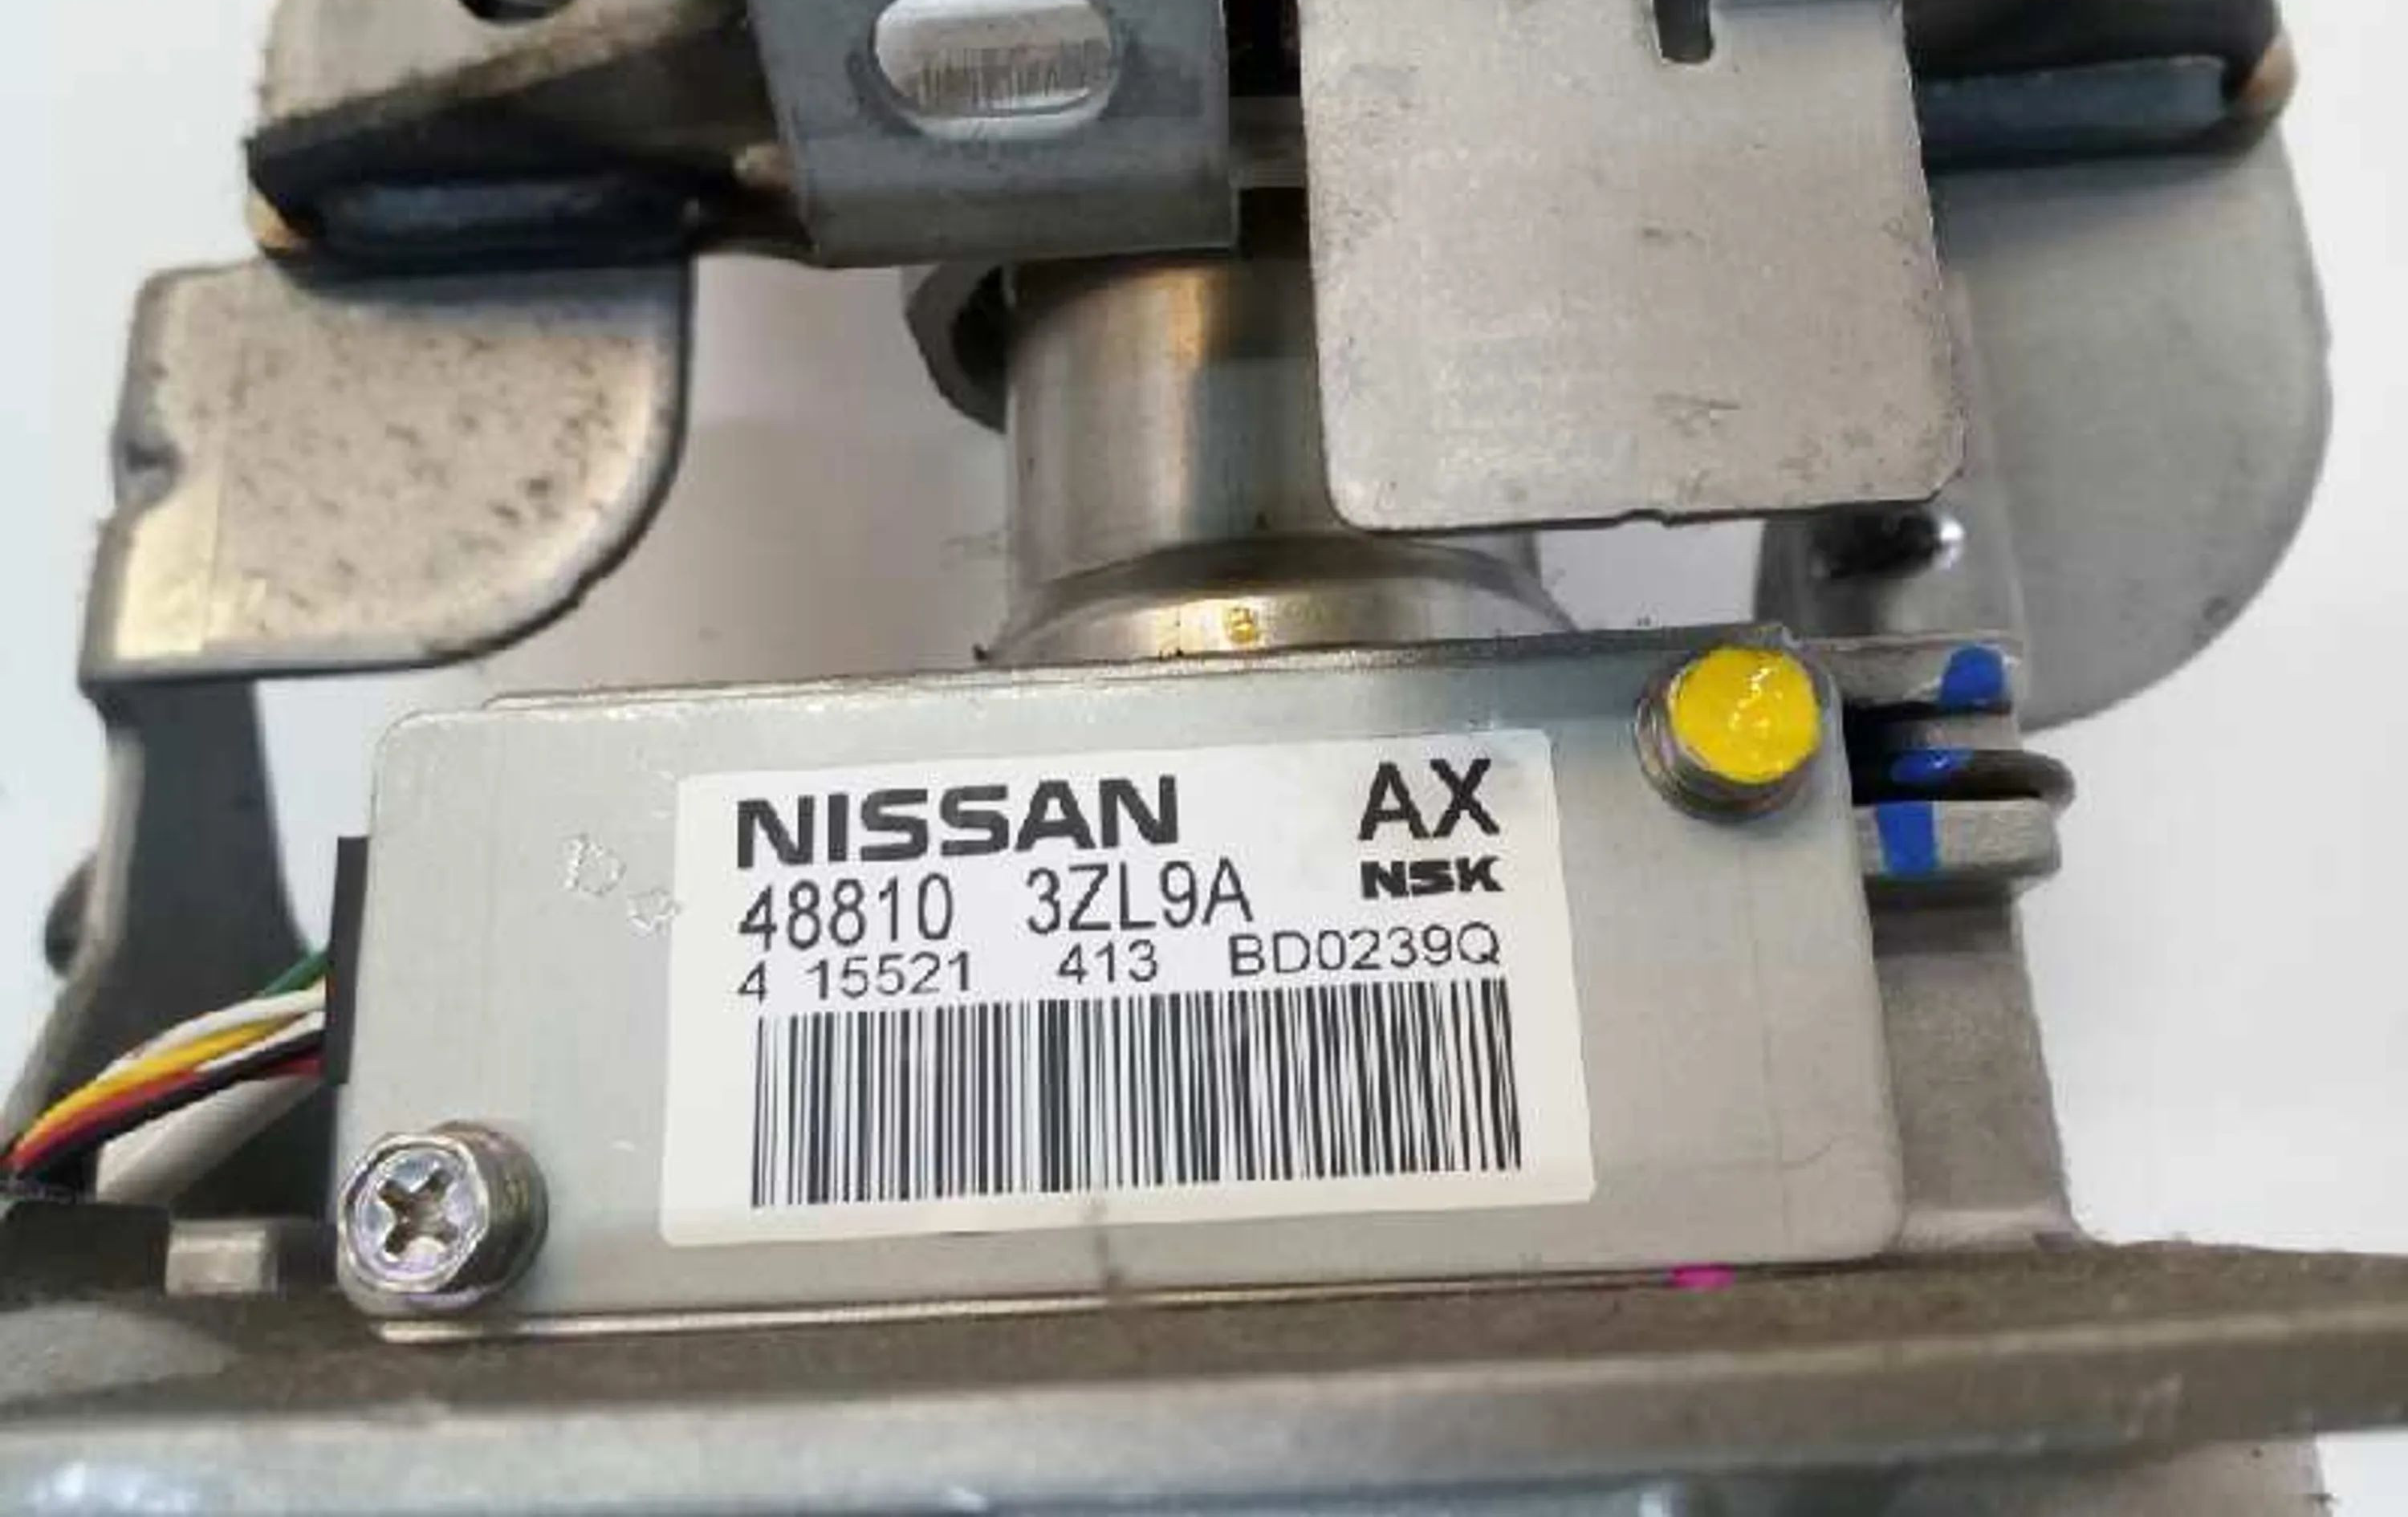 NISSAN AX
NSK
48810 3ZL9A
4 15521 413 BD0239Q